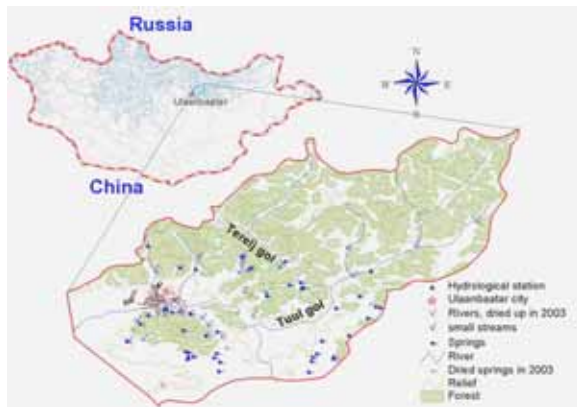 Russia
N
W
E
S
Ulaanbaatar
China
Terelj gol
Tuul gol
Hydrological station
Ulaanbaatar city
Rivers, dried up in 2003
small streams
Springs
River
Dried springs in 2003
Relief
Forest